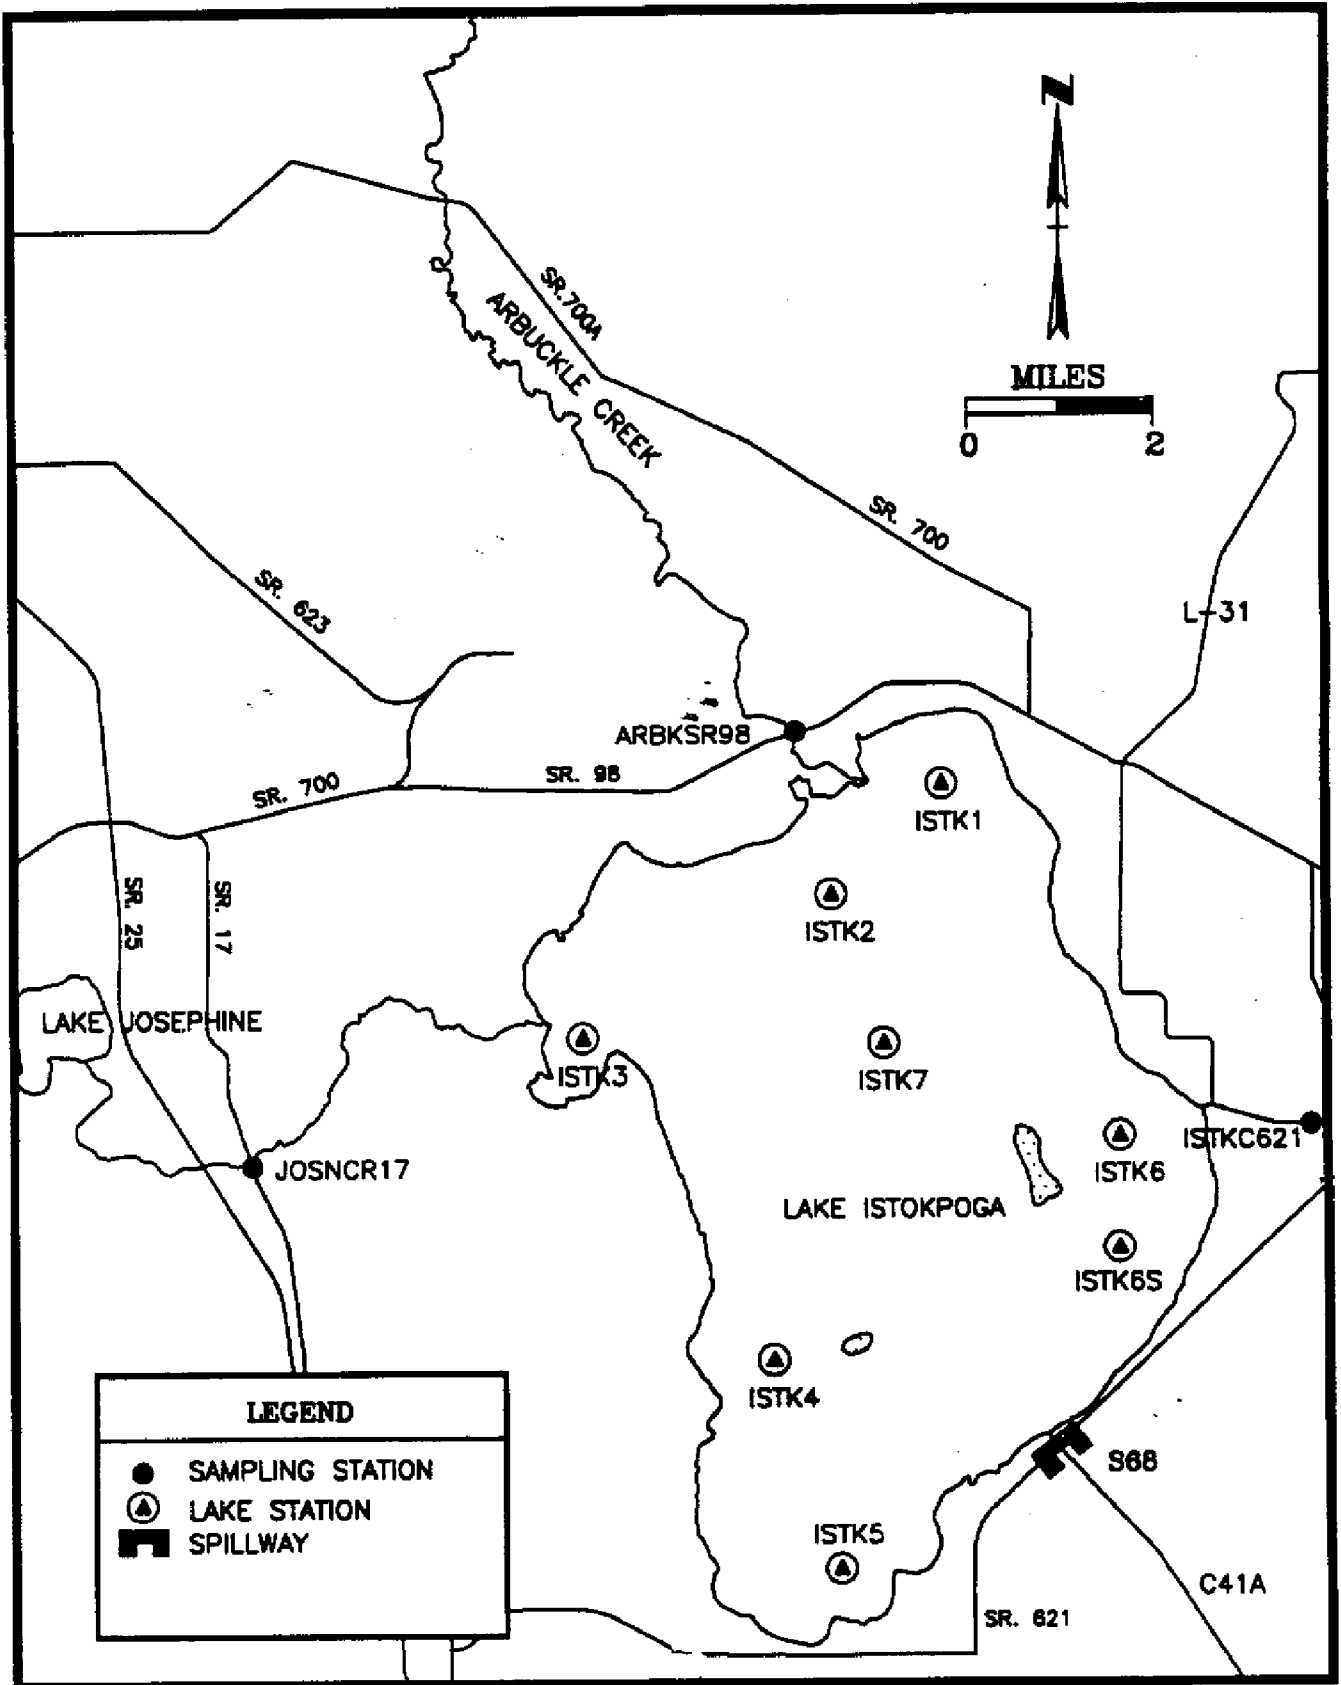 N
SR.700A
ARBUCKLE CREEK
MILES
0 2
SR. 700
SR. 623
L-31
ARBKSR98
SR. 98
SR. 700
ISTK1
SR. 25
SR. 17
ISTK2
LAKE JOSEPHINE
ISTK3
ISTK7
ISTKC621
JOSNCR17
ISTK6
LAKE ISTOKPOGA
ISTK6S
ISTK4
LEGEND
SAMPLING STATION
LAKE STATION
SPILLWAY
S68
ISTK5
C41A
SR. 621